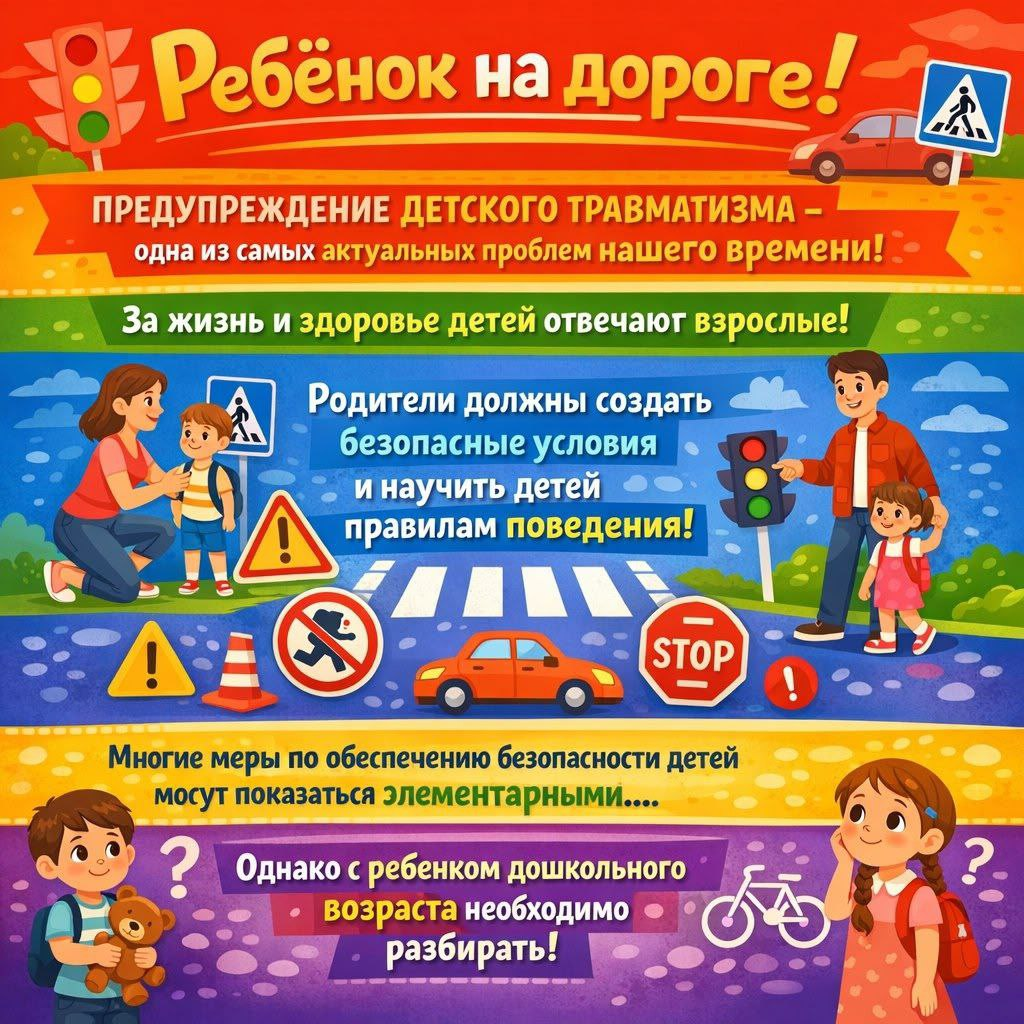 Ребёнок на дороге!
ПРЕДУПРЕЖДЕНИЕ ДЕТСКОГО ТРАВМАТИЗМА –
одна из самых актуальных проблем нашего времени!
За жизнь и здоровье детей отвечают взрослые!
Родители должны создать
безопасные условия
и научить детей
правилам поведения!
STOP
Многие меры по обеспечению безопасности детей
мосут показаться элементарными....
Однако с ребенком дошкольного
возраста необходимо
разбирать!